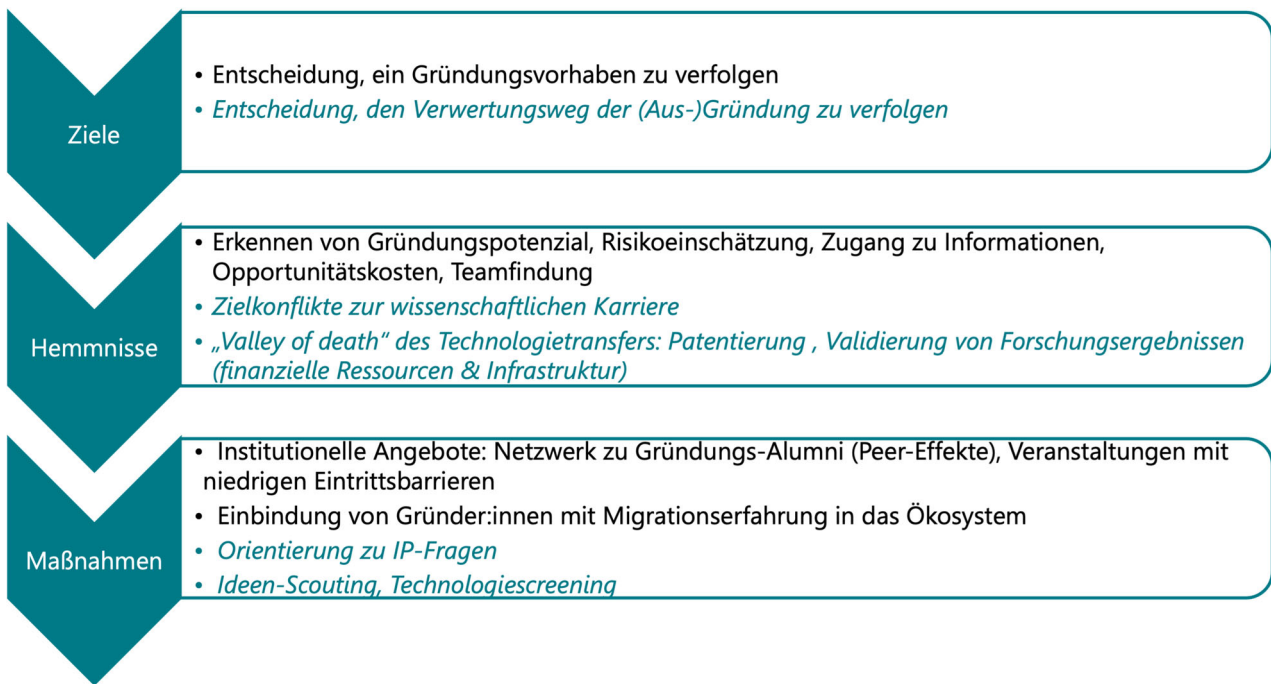 Ziele
• Entscheidung, ein Gründungsvorhaben zu verfolgen
• Entscheidung, den Verwertungsweg der (Aus-)Gründung zu verfolgen
Hemmnisse
• Erkennen von Gründungspotenzial, Risikoeinschätzung, Zugang zu Informationen,
Opportunitätskosten, Teamfindung
• Zielkonflikte zur wissenschaftlichen Karriere
• „Valley of death“ des Technologietransfers: Patentierung , Validierung von Forschungsergebnissen
(finanzielle Ressourcen & Infrastruktur)
Maßnahmen
• Institutionelle Angebote: Netzwerk zu Gründungs-Alumni (Peer-Effekte), Veranstaltungen mit
niedrigen Eintrittsbarrieren
• Einbindung von Gründer:innen mit Migrationserfahrung in das Ökosystem
• Orientierung zu IP-Fragen
• Ideen-Scouting, Technologiescreening